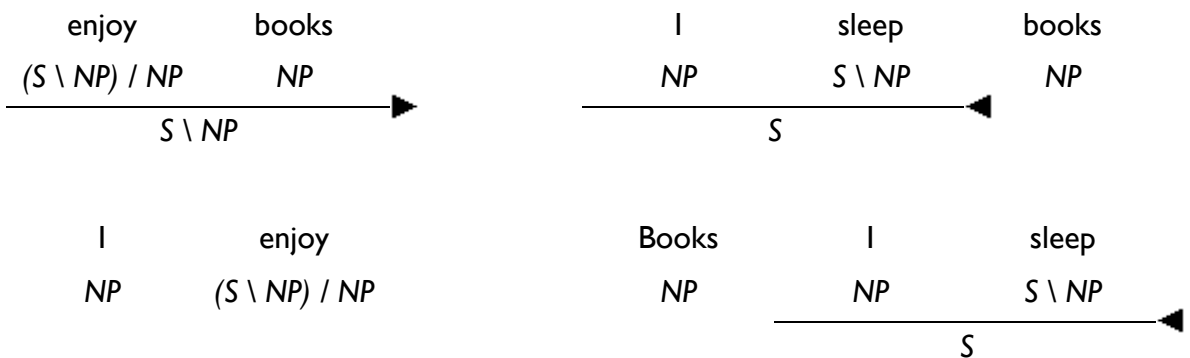 enjoy books
(S \ NP) / NP NP
S \ NP
I sleep books
NP S \ NP NP
S
I enjoy
NP (S \ NP) / NP
Books I sleep
NP NP S \ NP
S